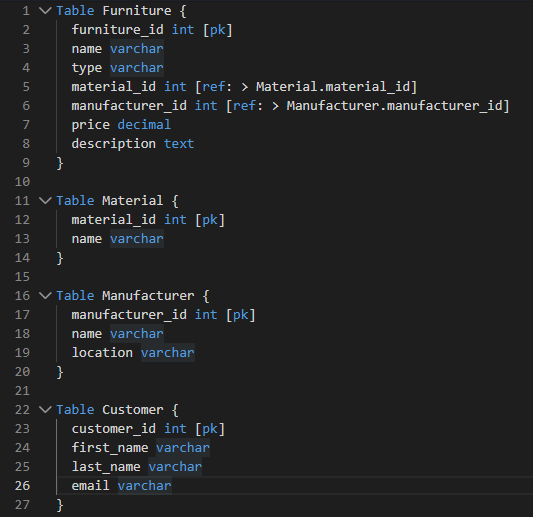 1 Table Furniture {
2 furniture_id int [pk]
3 name varchar
4 type varchar
5 material_id int [ref: > Material.material_id]
6 manufacturer_id int [ref: > Manufacturer.manufacturer_id]
7 price decimal
8 description text
9 }
10
11 Table Material {
12 material_id int [pk]
13 name varchar
14 }
15
16 Table Manufacturer {
17 manufacturer_id int [pk]
18 name varchar
19 location varchar
20 }
21
22 Table Customer {
23 customer_id int [pk]
24 first_name varchar
25 last_name varchar
26 email varchar
27 }